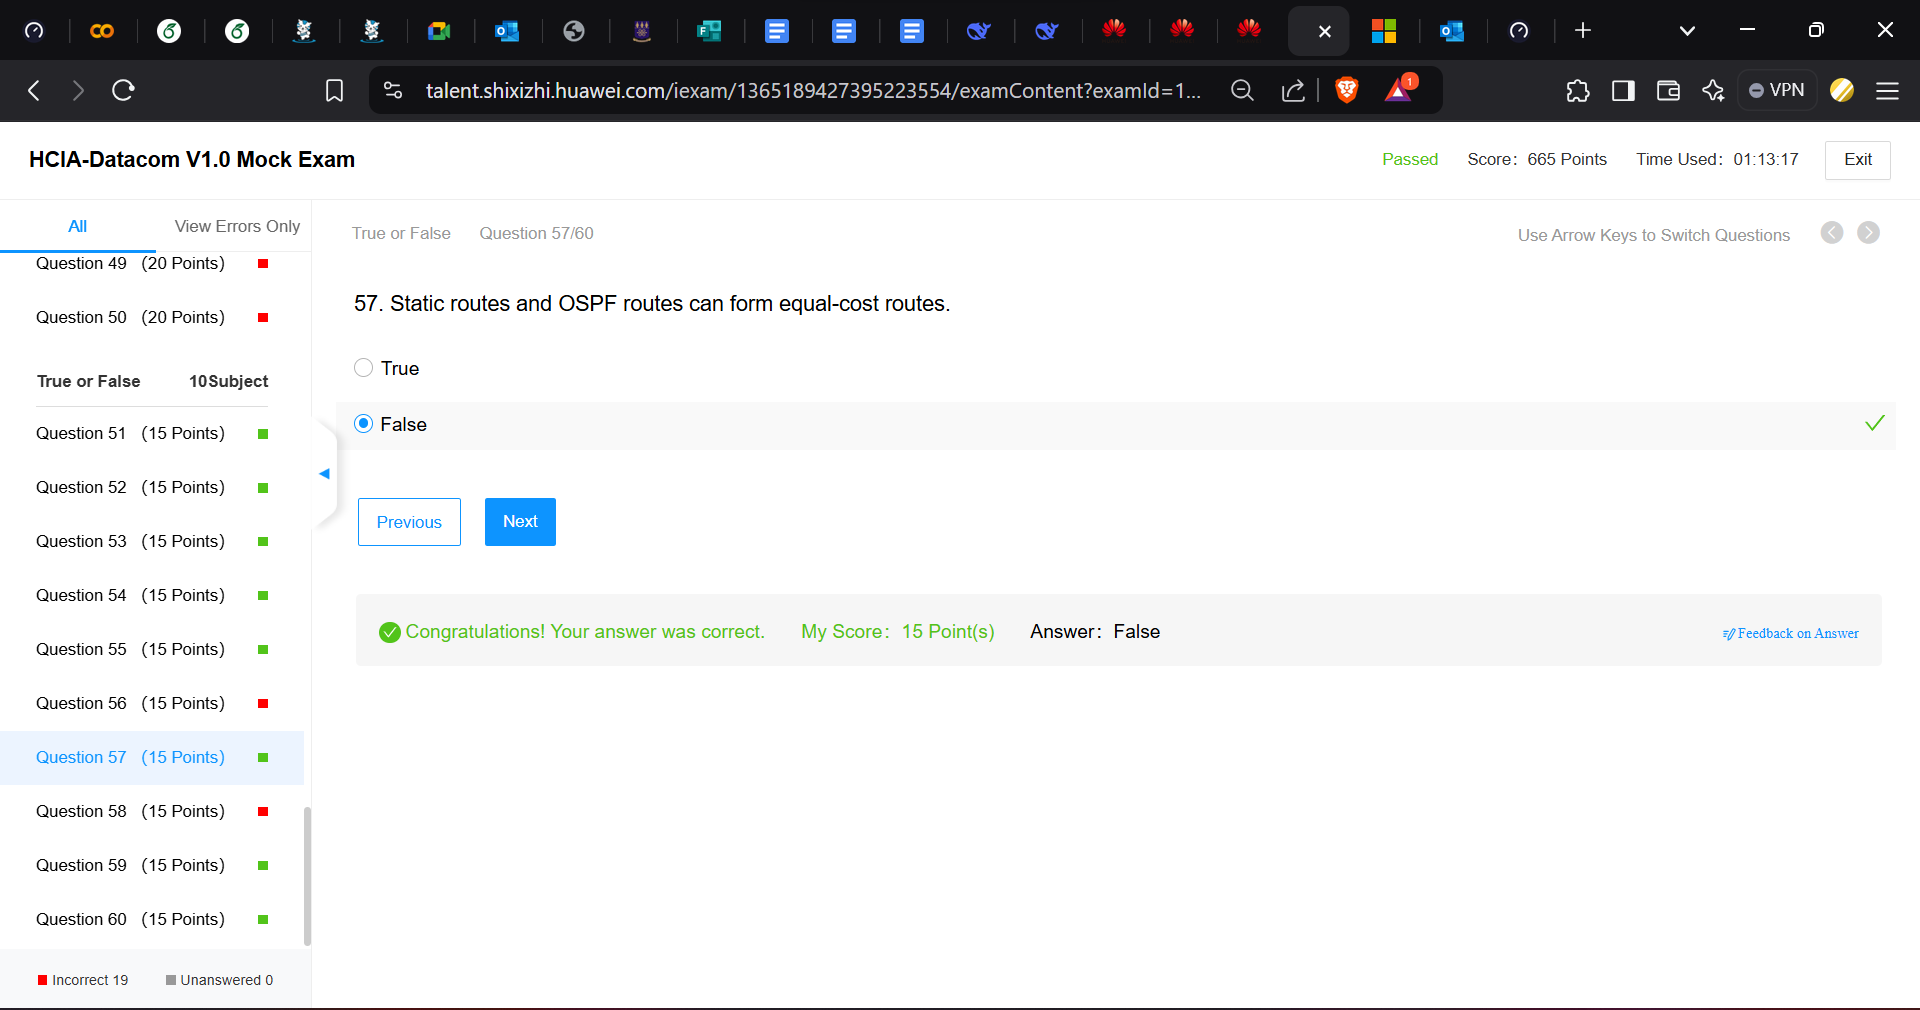 talent.shixizhi.huawei.com/iexam/1365189427395223554/examContent?examId=1...
1
VPN
HCIA-Datacom V1.0 Mock Exam
Passed
Score： 665 Points
Time Used： 01:13:17
Exit
All
View Errors Only
True or False
Question 57/60
Use Arrow Keys to Switch Questions
Question 49 (20 Points)
Question 50 (20 Points)
True or False 10Subject
Question 51 (15 Points)
Question 52 (15 Points)
Question 53 (15 Points)
Question 54 (15 Points)
Question 55 (15 Points)
Question 56 (15 Points)
Question 57 (15 Points)
Question 58 (15 Points)
Question 59 (15 Points)
Question 60 (15 Points)
Incorrect 19
Unanswered 0
57. Static routes and OSPF routes can form equal-cost routes.
True
False
Previous
Next
Congratulations! Your answer was correct.
My Score： 15 Point(s)
Answer： False
Feedback on Answer